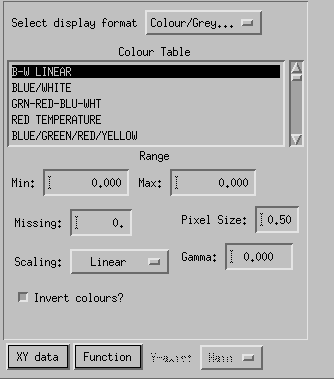 Select display format Colour/Grey...
Colour Table
B-W LINEAR
BLUE/WHITE
GRN-RED-BLU-WHT
RED TEMPERATURE
BLUE/GREEN/RED/YELLOW
Range
Min: 0.000 Max: 0.000
Missing: 0. Pixel Size: 0.50
Scaling: Linear Gamma: 0.000
Invert colours?
XY data Function Y-axis: Main